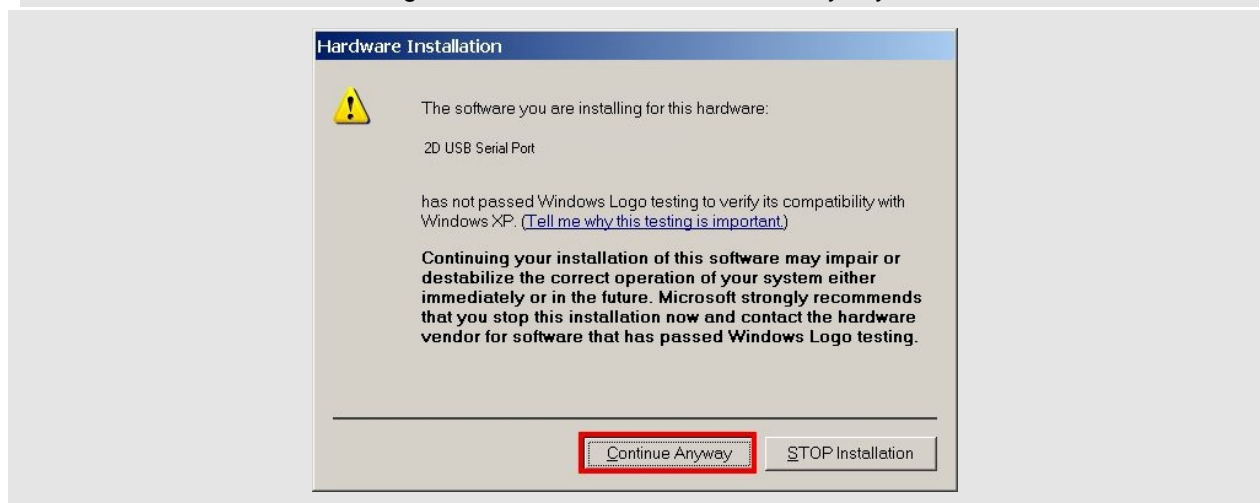 Hardware Installation
The software you are installing for this hardware:
2D USB Serial Port
has not passed Windows Logo testing to verify its compatibility with
Windows XP. (Tell me why this testing is important.)
Continuing your installation of this software may impair or
destabilize the correct operation of your system either
immediately or in the future. Microsoft strongly recommends
that you stop this installation now and contact the hardware
vendor for software that has passed Windows Logo testing.
Continue Anyway STOP Installation